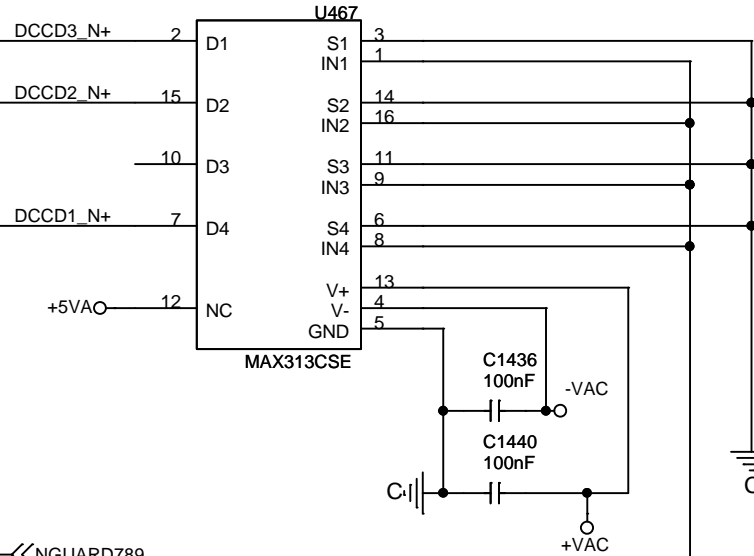 U467
DCCD3_N+ 2 D1 S1 3
IN1 1
DCCD2_N+ 15 D2 S2 14
IN2 16
10 D3 S3 11
IN3 9
DCCD1_N+ 7 D4 S4 6
IN4 8
V+ 13
+5VA 12 NC V- 4
GND 5
MAX313CSE
C1436
100nF
-VAC
C1440
100nF
C
C
+VAC
NGUARD789